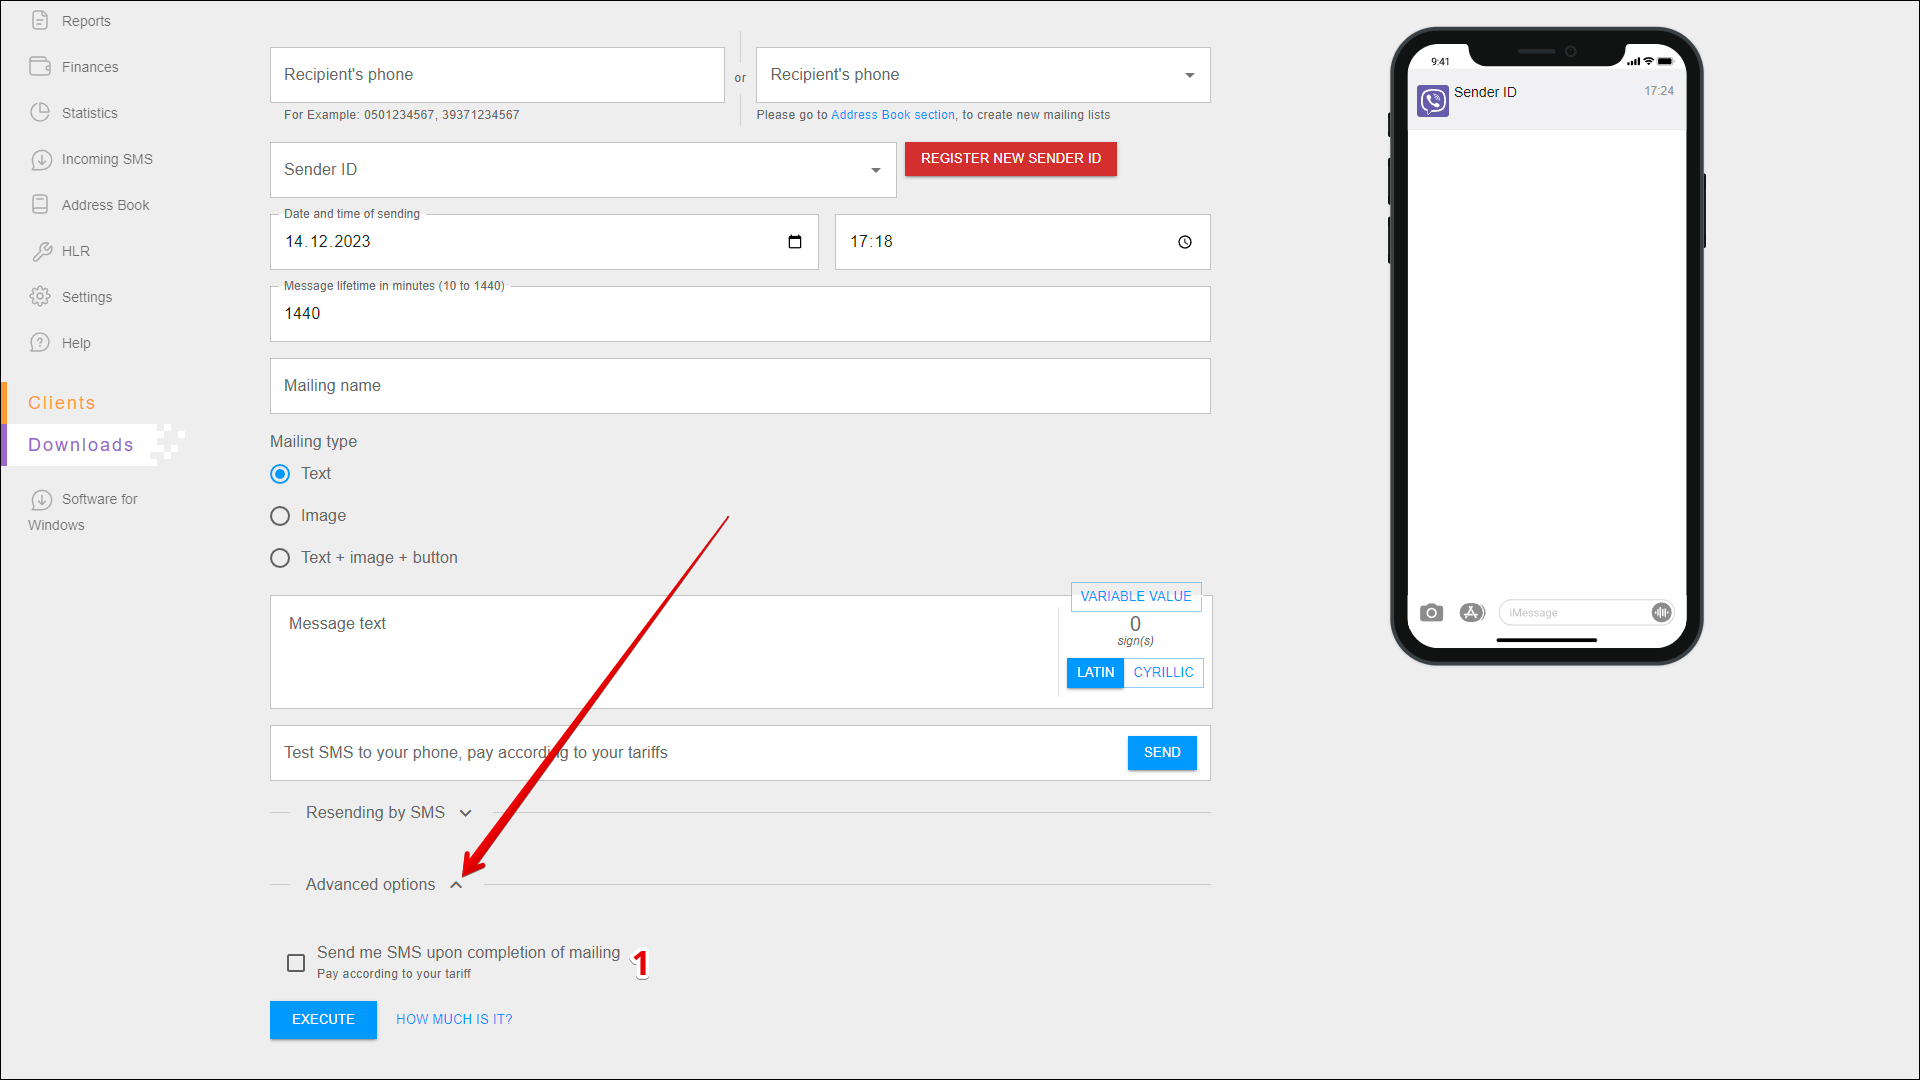 Reports
Finances
Statistics
Incoming SMS
Address Book
HLR
Settings
Help
Clients
Downloads
Software for
Windows
Recipient's phone
For Example: 0501234567, 39371234567
or
Recipient's phone
Please go to Address Book section, to create new mailing lists
Sender ID
REGISTER NEW SENDER ID
Date and time of sending
14.12.2023
17:18
Message lifetime in minutes (10 to 1440)
1440
Mailing name
Mailing type
Text
Image
Text + image + button
Message text
VARIABLE VALUE
0
sign(s)
LATIN
CYRILLIC
Test SMS to your phone, pay according to your tariffs
SEND
Resending by SMS
Advanced options
Send me SMS upon completion of mailing
Pay according to your tariff
1
EXECUTE
HOW MUCH IS IT?
9:41
Sender ID
17:24
iMessage